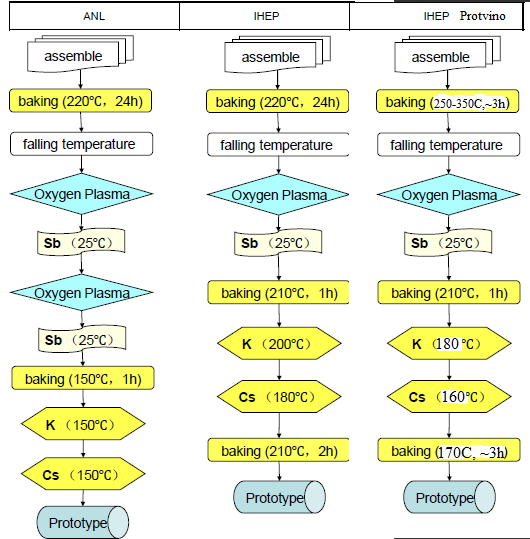 ANL
IHEP
IHEP Protvino
assemble
assemble
assemble
baking (220℃, 24h)
baking (220℃, 24h)
baking (250-350C,~3h)
falling temperature
falling temperature
falling temperature
Oxygen Plasma
Oxygen Plasma
Oxygen Plasma
Sb (25℃)
Sb (25℃)
Sb (25℃)
Oxygen Plasma
baking (210℃, 1h)
baking (210℃, 1h)
Sb (25℃)
K (200℃)
K (180℃)
baking (150℃, 1h)
Cs (180℃)
Cs (160℃)
K (150℃)
baking (210℃, 2h)
baking (170C, ~3h)
Cs (150℃)
Prototype
Prototype
Prototype